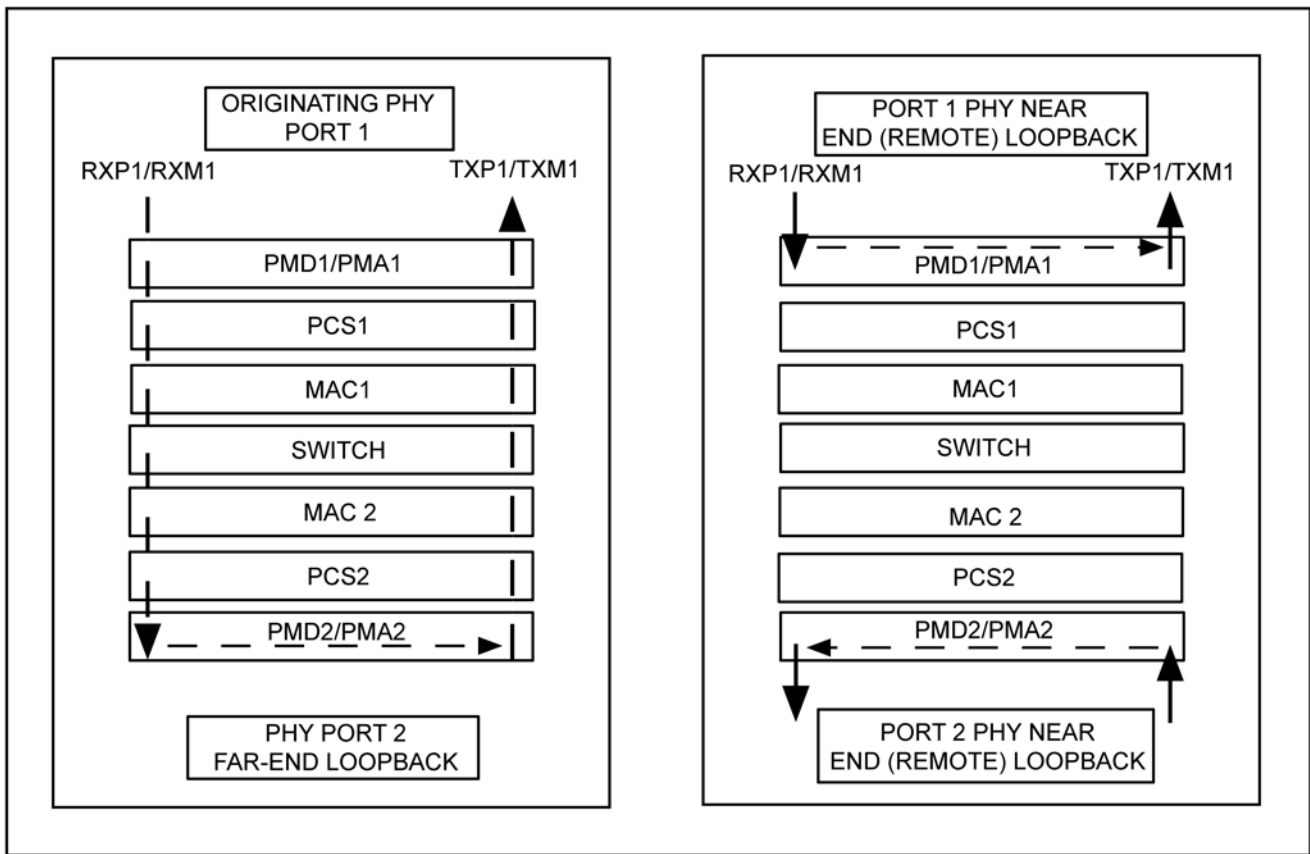 ORIGINATING PHY
PORT 1
RXP1/RXM1
TXP1/TXM1
PMD1/PMA1
PCS1
MAC1
SWITCH
MAC 2
PCS2
PMD2/PMA2
PHY PORT 2
FAR-END LOOPBACK
PORT 1 PHY NEAR
END (REMOTE) LOOPBACK
RXP1/RXM1
TXP1/TXM1
PMD1/PMA1
PCS1
MAC1
SWITCH
MAC 2
PCS2
PMD2/PMA2
PORT 2 PHY NEAR
END (REMOTE) LOOPBACK